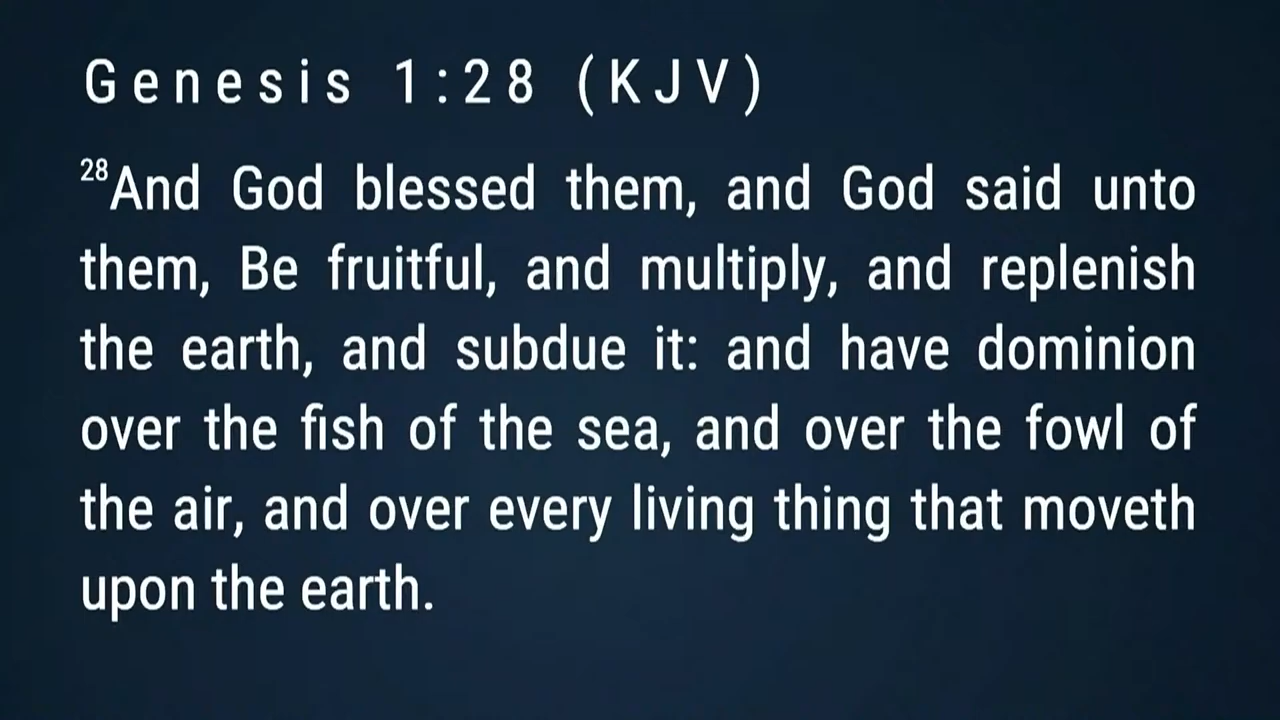 Genesis 1:28 (KJV)
28And God blessed them, and God said unto
them, Be fruitful, and multiply, and replenish
the earth, and subdue it: and have dominion
over the fish of the sea, and over the fowl of
the air, and over every living thing that moveth
upon the earth.